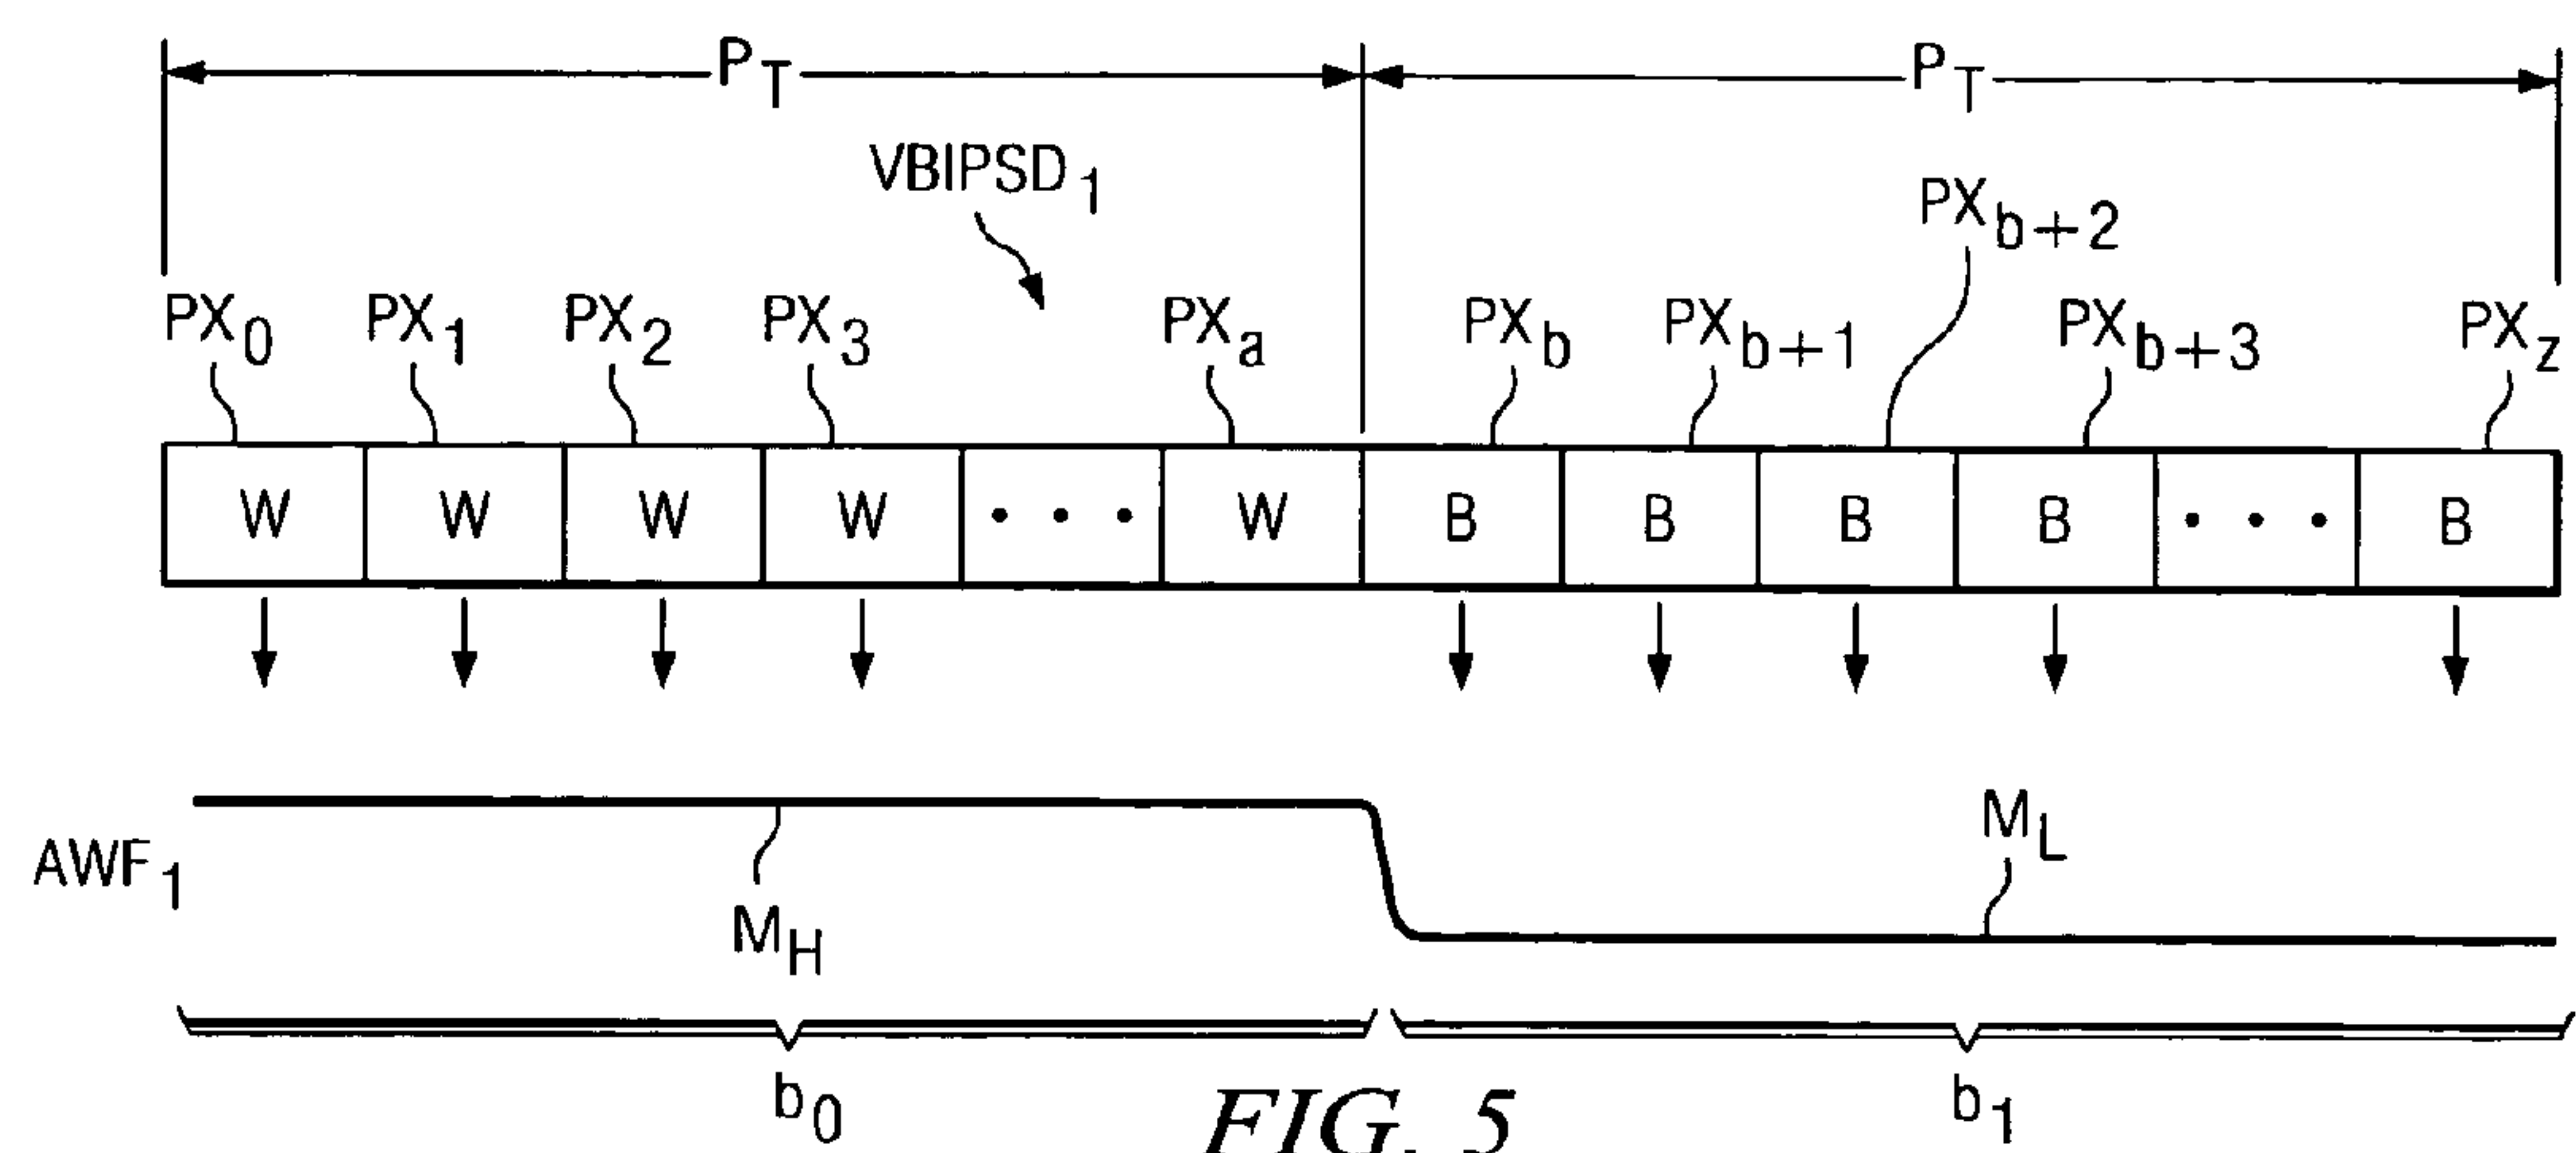 P_T P_T
VBIPSD_1
PX_b+2
PX_0 PX_1 PX_2 PX_3 PX_a PX_b PX_b+1 PX_b+3 PX_z
W W W W • • • W B B B B • • • B
M_L
AWF_1
M_H
b_0 b_1
FIG. 5